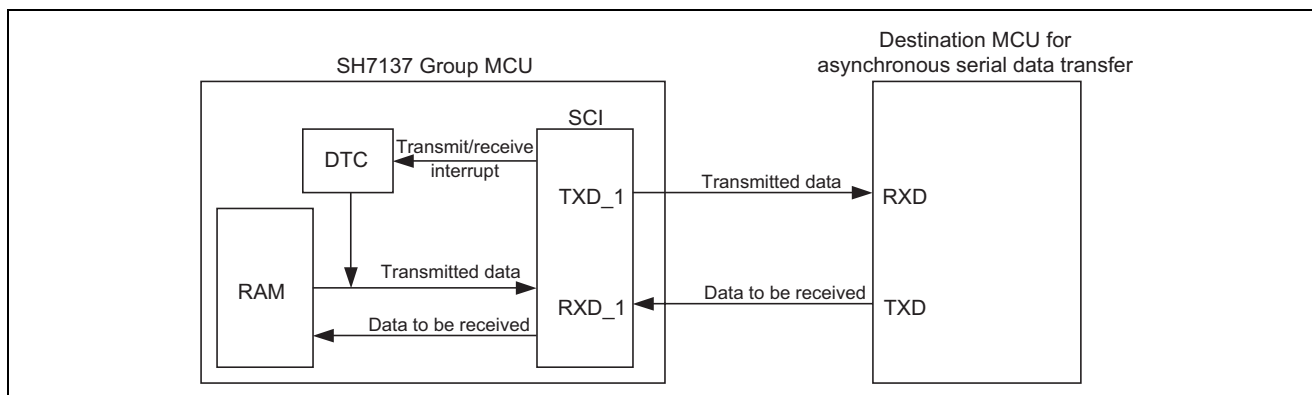 Destination MCU for
asynchronous serial data transfer
SH7137 Group MCU
SCI
DTC
Transmit/receive
interrupt
TXD_1
Transmitted data
RXD
RAM
Transmitted data
RXD_1
Data to be received
TXD
Data to be received